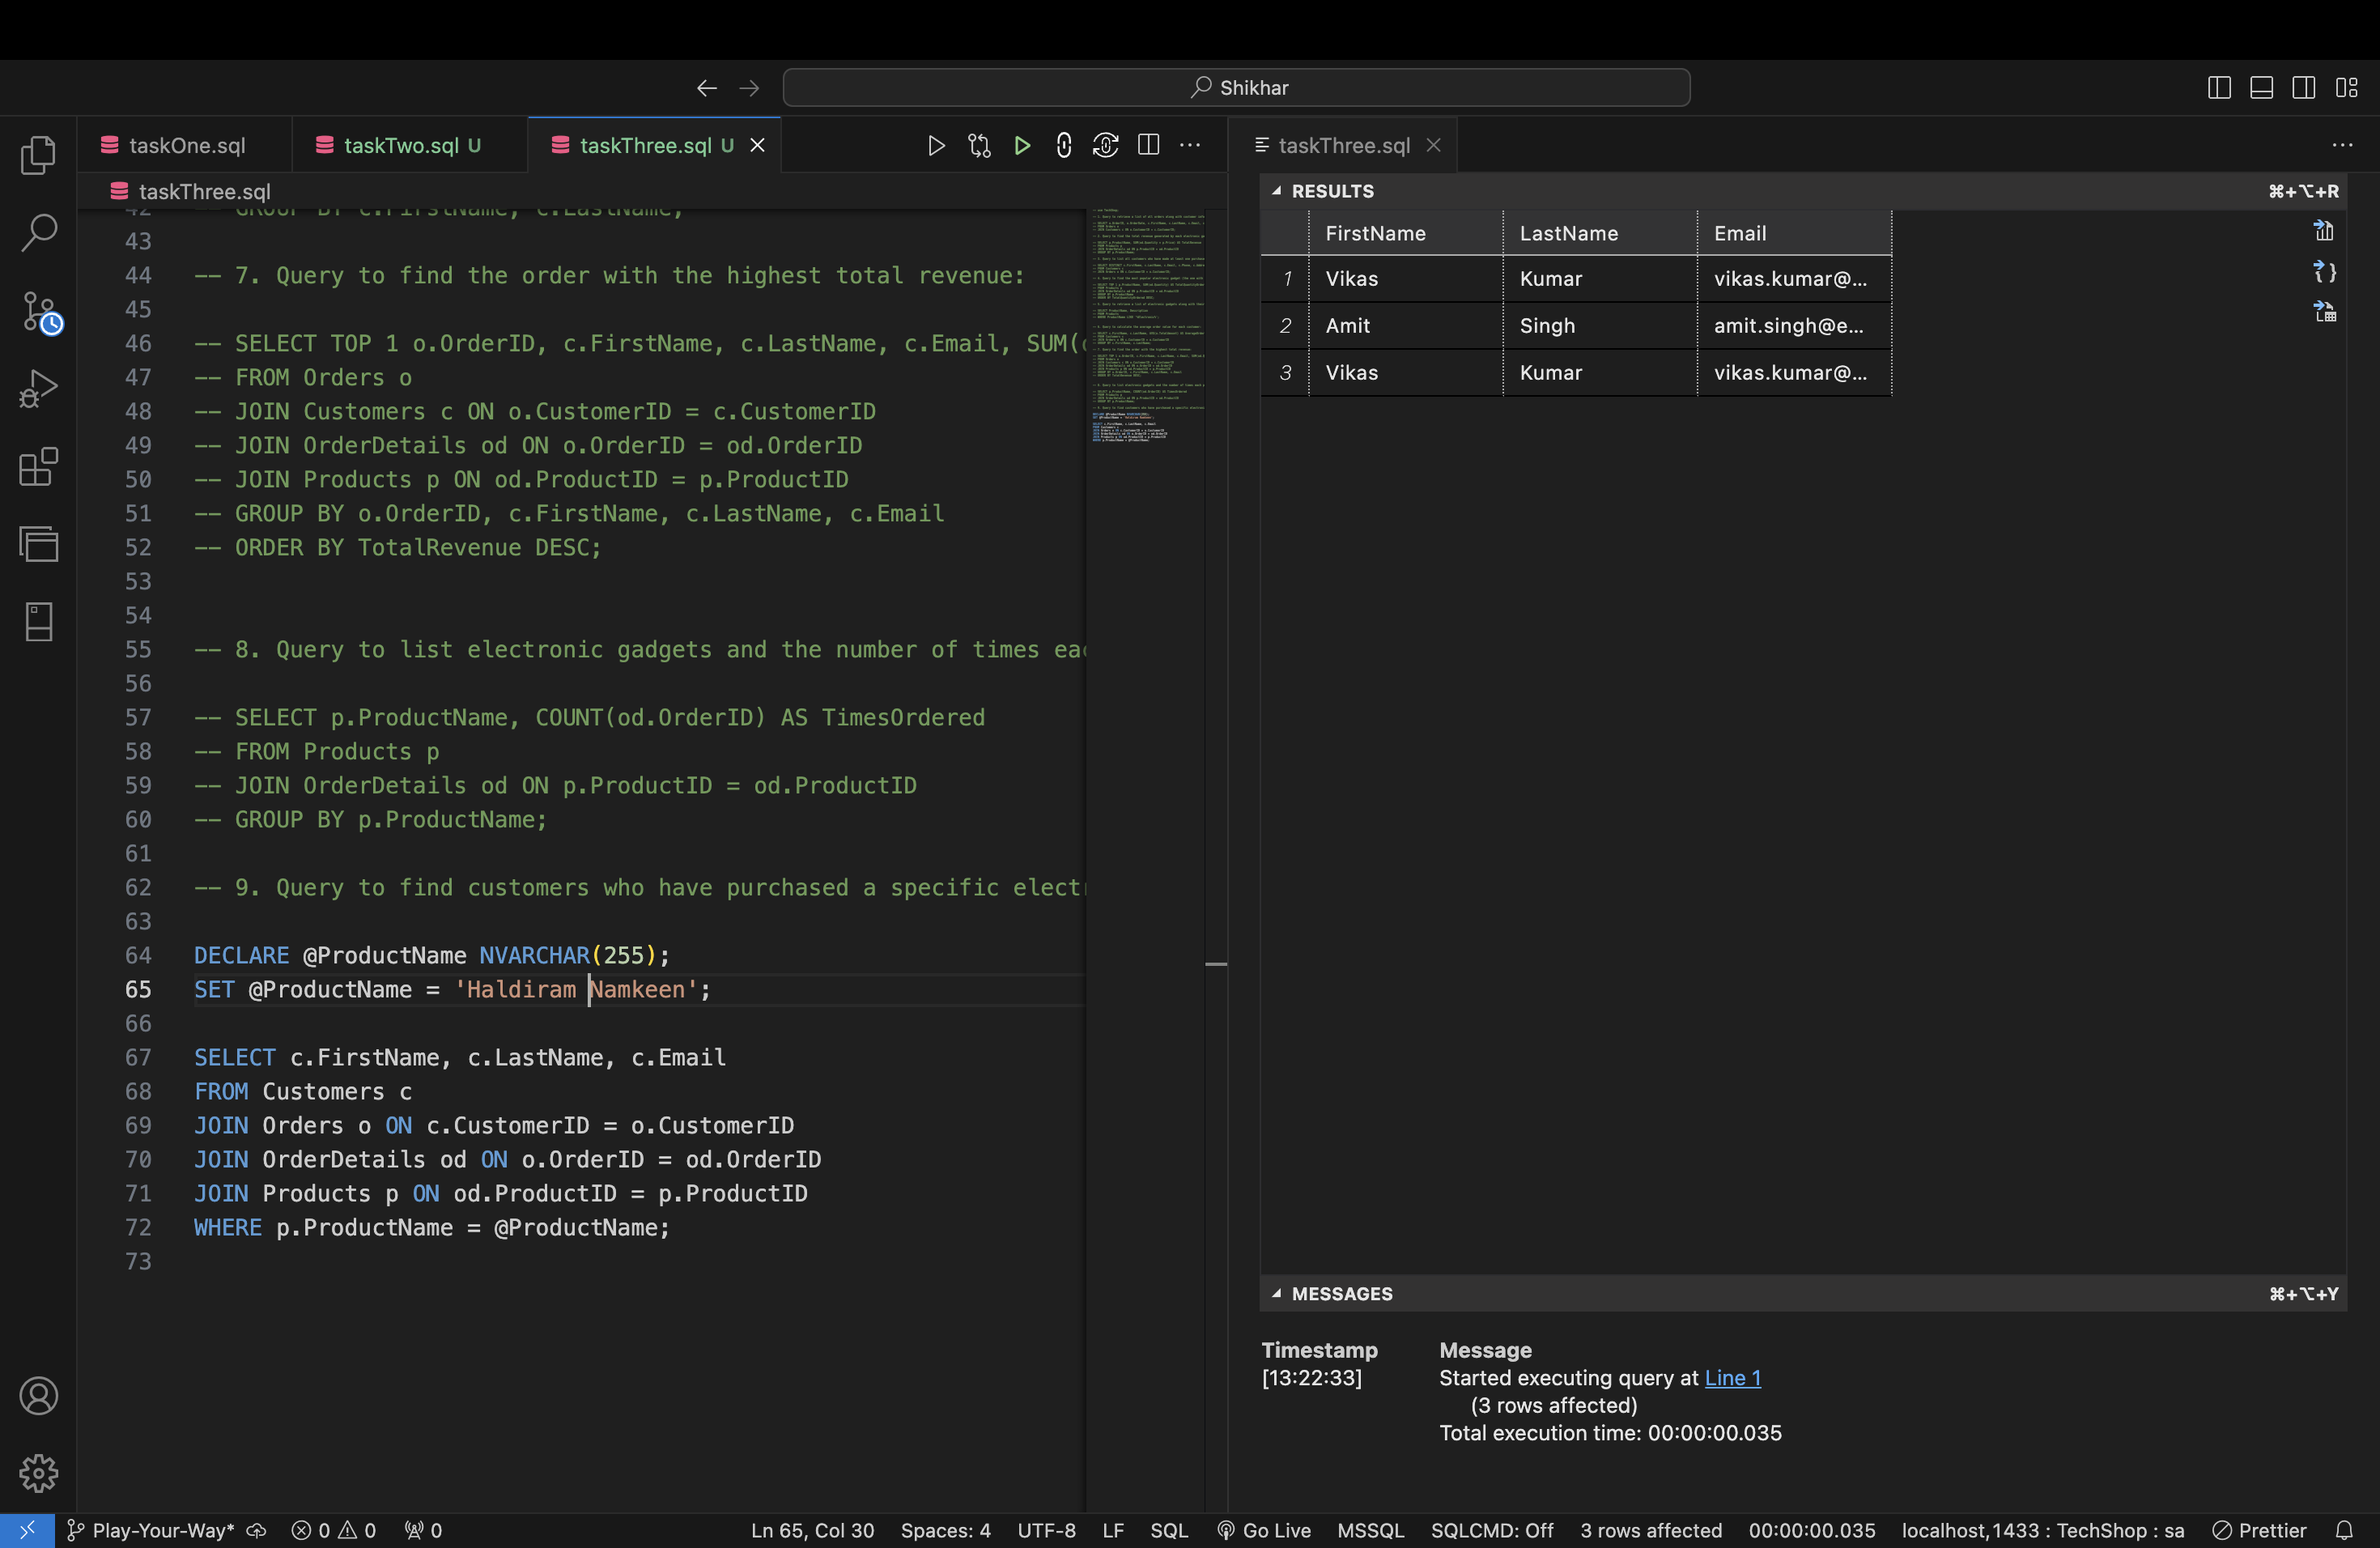 Shikhar
taskOne.sql
taskTwo.sql U
taskThree.sql U
taskThree.sql
taskThree.sql
42 -- GROUP BY c.FirstName, c.LastName;
43
44 -- 7. Query to find the order with the highest total revenue:
45
46 -- SELECT TOP 1 o.OrderID, c.FirstName, c.LastName, c.Email, SUM(
47 -- FROM Orders o
48 -- JOIN Customers c ON o.CustomerID = c.CustomerID
49 -- JOIN OrderDetails od ON o.OrderID = od.OrderID
50 -- JOIN Products p ON od.ProductID = p.ProductID
51 -- GROUP BY o.OrderID, c.FirstName, c.LastName, c.Email
52 -- ORDER BY TotalRevenue DESC;
53
54
55 -- 8. Query to list electronic gadgets and the number of times eac
56
57 -- SELECT p.ProductName, COUNT(od.OrderID) AS TimesOrdered
58 -- FROM Products p
59 -- JOIN OrderDetails od ON p.ProductID = od.ProductID
60 -- GROUP BY p.ProductName;
61
62 -- 9. Query to find customers who have purchased a specific electr
63
64 DECLARE @ProductName NVARCHAR(255);
65 SET @ProductName = 'Haldiram Namkeen';
66
67 SELECT c.FirstName, c.LastName, c.Email
68 FROM Customers c
69 JOIN Orders o ON c.CustomerID = o.CustomerID
70 JOIN OrderDetails od ON o.OrderID = od.OrderID
71 JOIN Products p ON od.ProductID = p.ProductID
72 WHERE p.ProductName = @ProductName;
73
RESULTS ⌘+⌥+R
FirstName LastName Email
1 Vikas Kumar vikas.kumar@...
2 Amit Singh amit.singh@e...
3 Vikas Kumar vikas.kumar@...
MESSAGES ⌘+⌥+Y
Timestamp Message
[13:22:33] Started executing query at Line 1
(3 rows affected)
Total execution time: 00:00:00.035
Play-Your-Way* 0 0 0 Ln 65, Col 30 Spaces: 4 UTF-8 LF SQL Go Live MSSQL SQLCMD: Off 3 rows affected 00:00:00.035 localhost,1433 : TechShop : sa Prettier